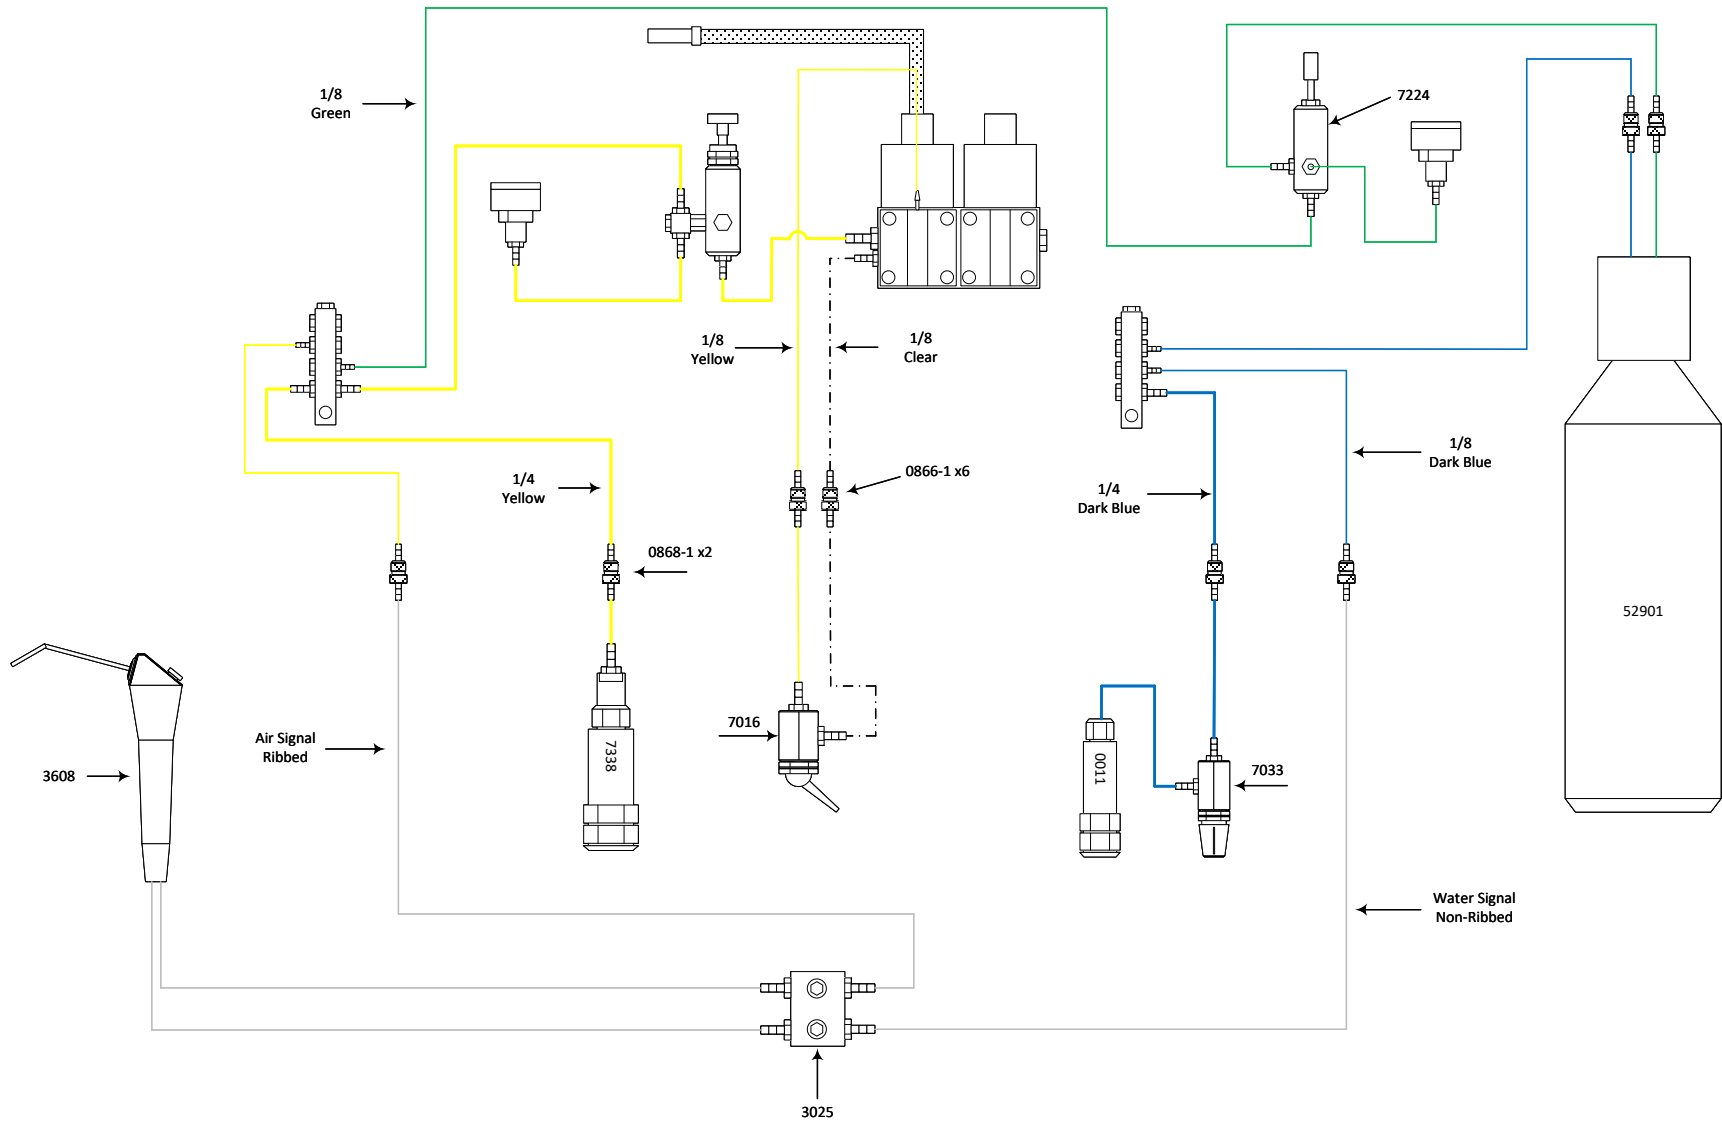 7224
1/8
Green
1/8
Yellow
1/8
Clear
0866-1 x6
1/8
Dark Blue
1/4
Yellow
1/4
Dark Blue
0868-1 x2
52901
7016
Air Signal
Ribbed
7338
0011
7033
3608
Water Signal
Non-Ribbed
3025